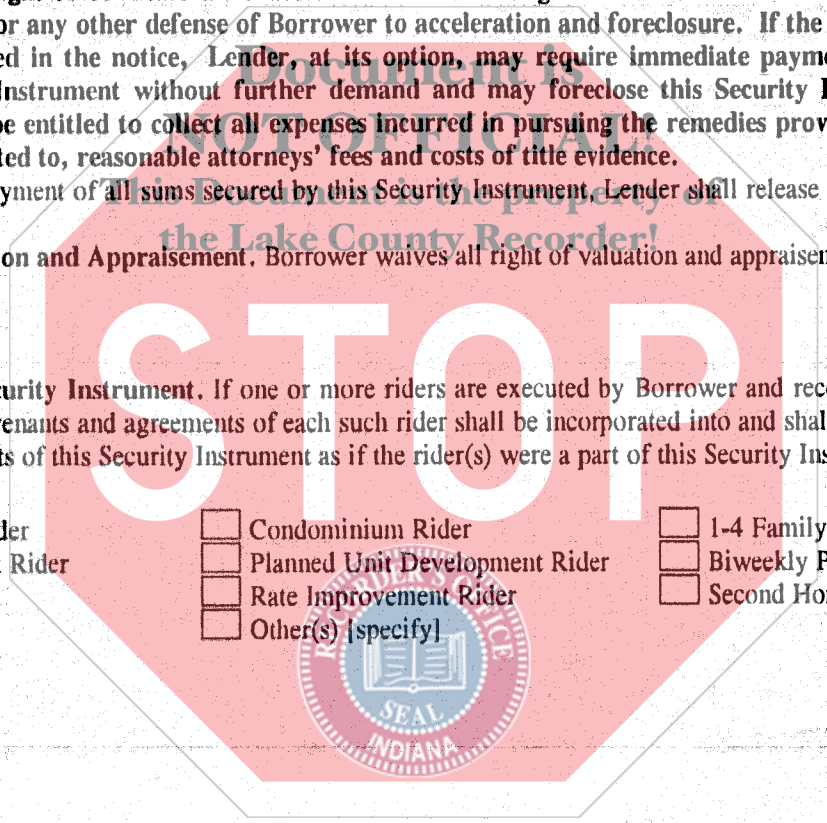 or any other defense of Borrower to acceleration and foreclosure. If the
ed in the notice, Lender, at its option, may require immediate payme
Document is
Instrument without further demand and may foreclose this Security I
NOT OFFICIAL!
be entitled to collect all expenses incurred in pursuing the remedies prov
ted to, reasonable attorneys' fees and costs of title evidence.
yment of all sums secured by this Security Instrument, Lender shall release
This Document is the property of
the Lake County Recorder!
on and Appraisement. Borrower waives all right of valuation and appraisem
STOP
curity Instrument. If one or more riders are executed by Borrower and reco
enants and agreements of each such rider shall be incorporated into and shal
ts of this Security Instrument as if the rider(s) were a part of this Security Ins
der Condominium Rider 1-4 Family
Rider Planned Unit Development Rider Biweekly P
Rate Improvement Rider Second Ho
Other(s) [specify]
RECORDER'S OFFICE
SEAL
INDIANA